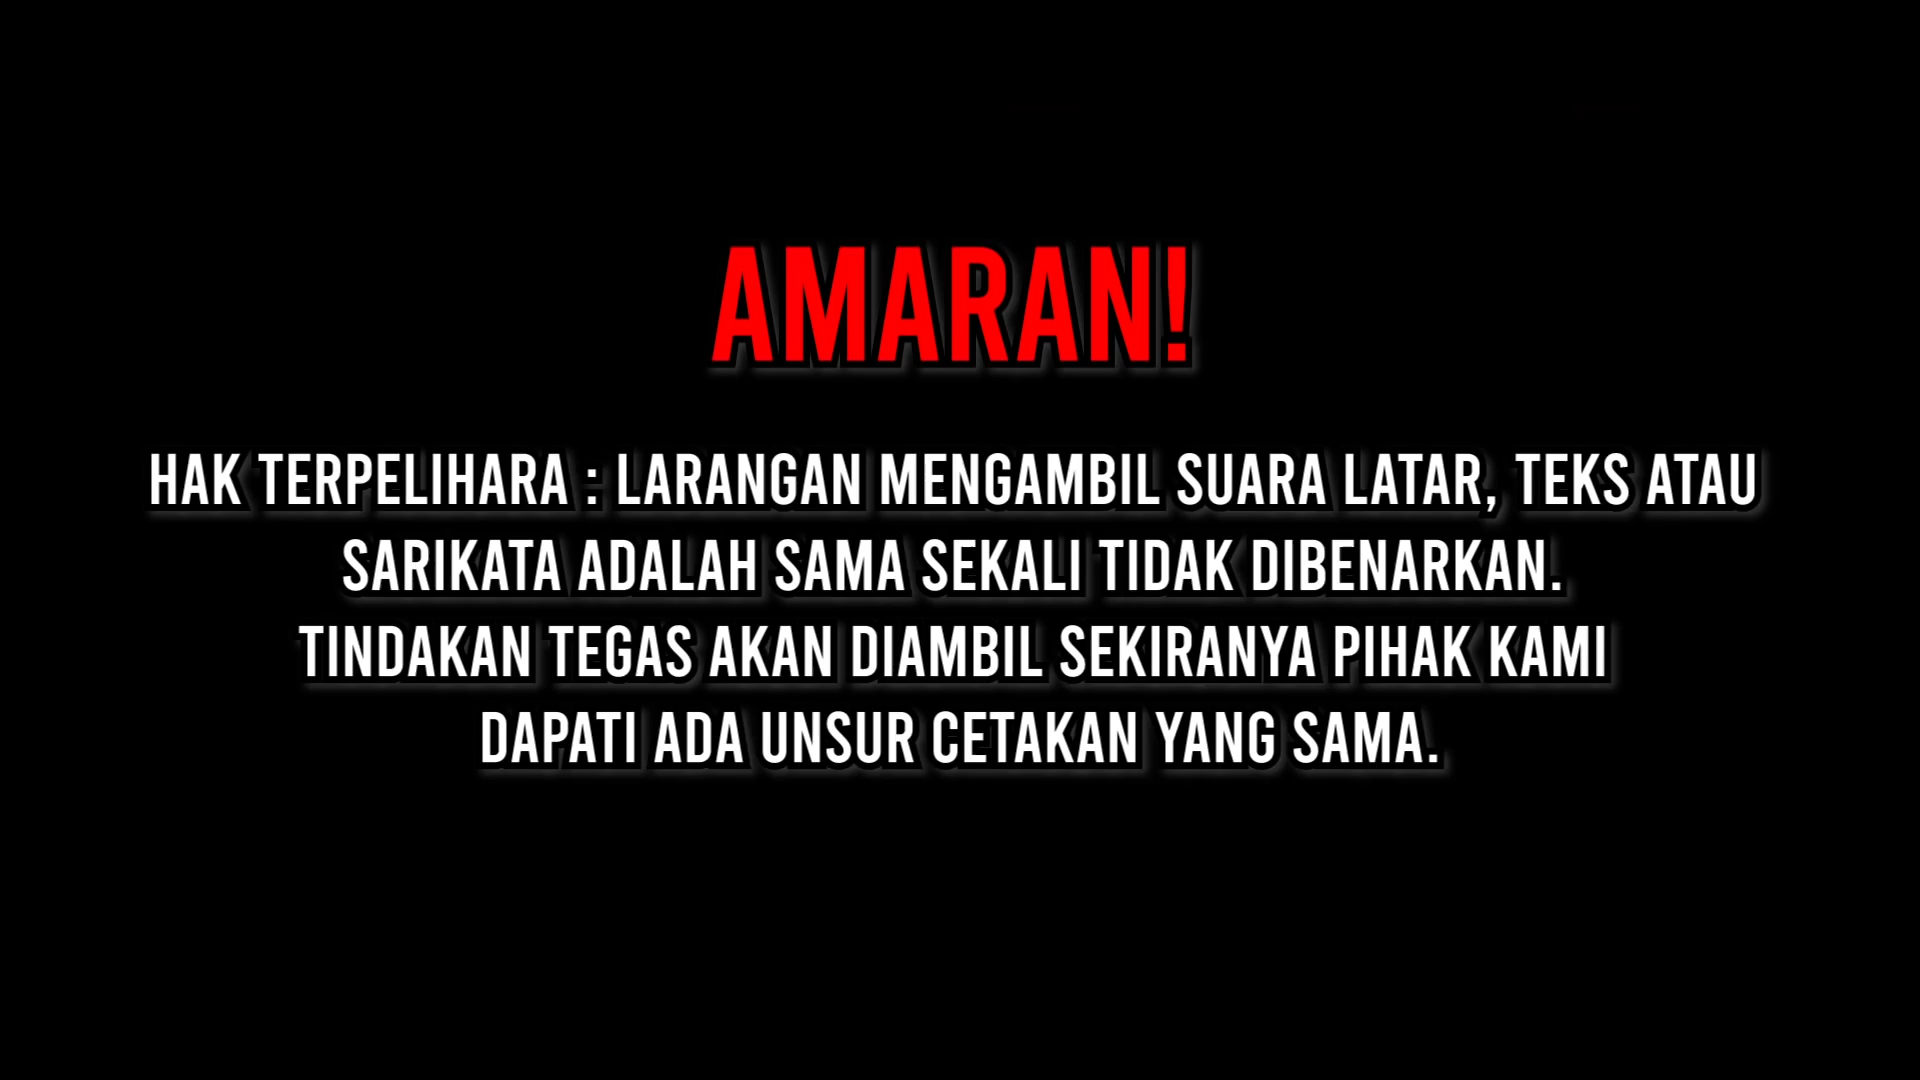 AMARAN!
HAK TERPELIHARA : LARANGAN MENGAMBIL SUARA LATAR, TEKS ATAU
SARIKATA ADALAH SAMA SEKALI TIDAK DIBENARKAN.
TINDAKAN TEGAS AKAN DIAMBIL SEKIRANYA PIHAK KAMI
DAPATI ADA UNSUR CETAKAN YANG SAMA.